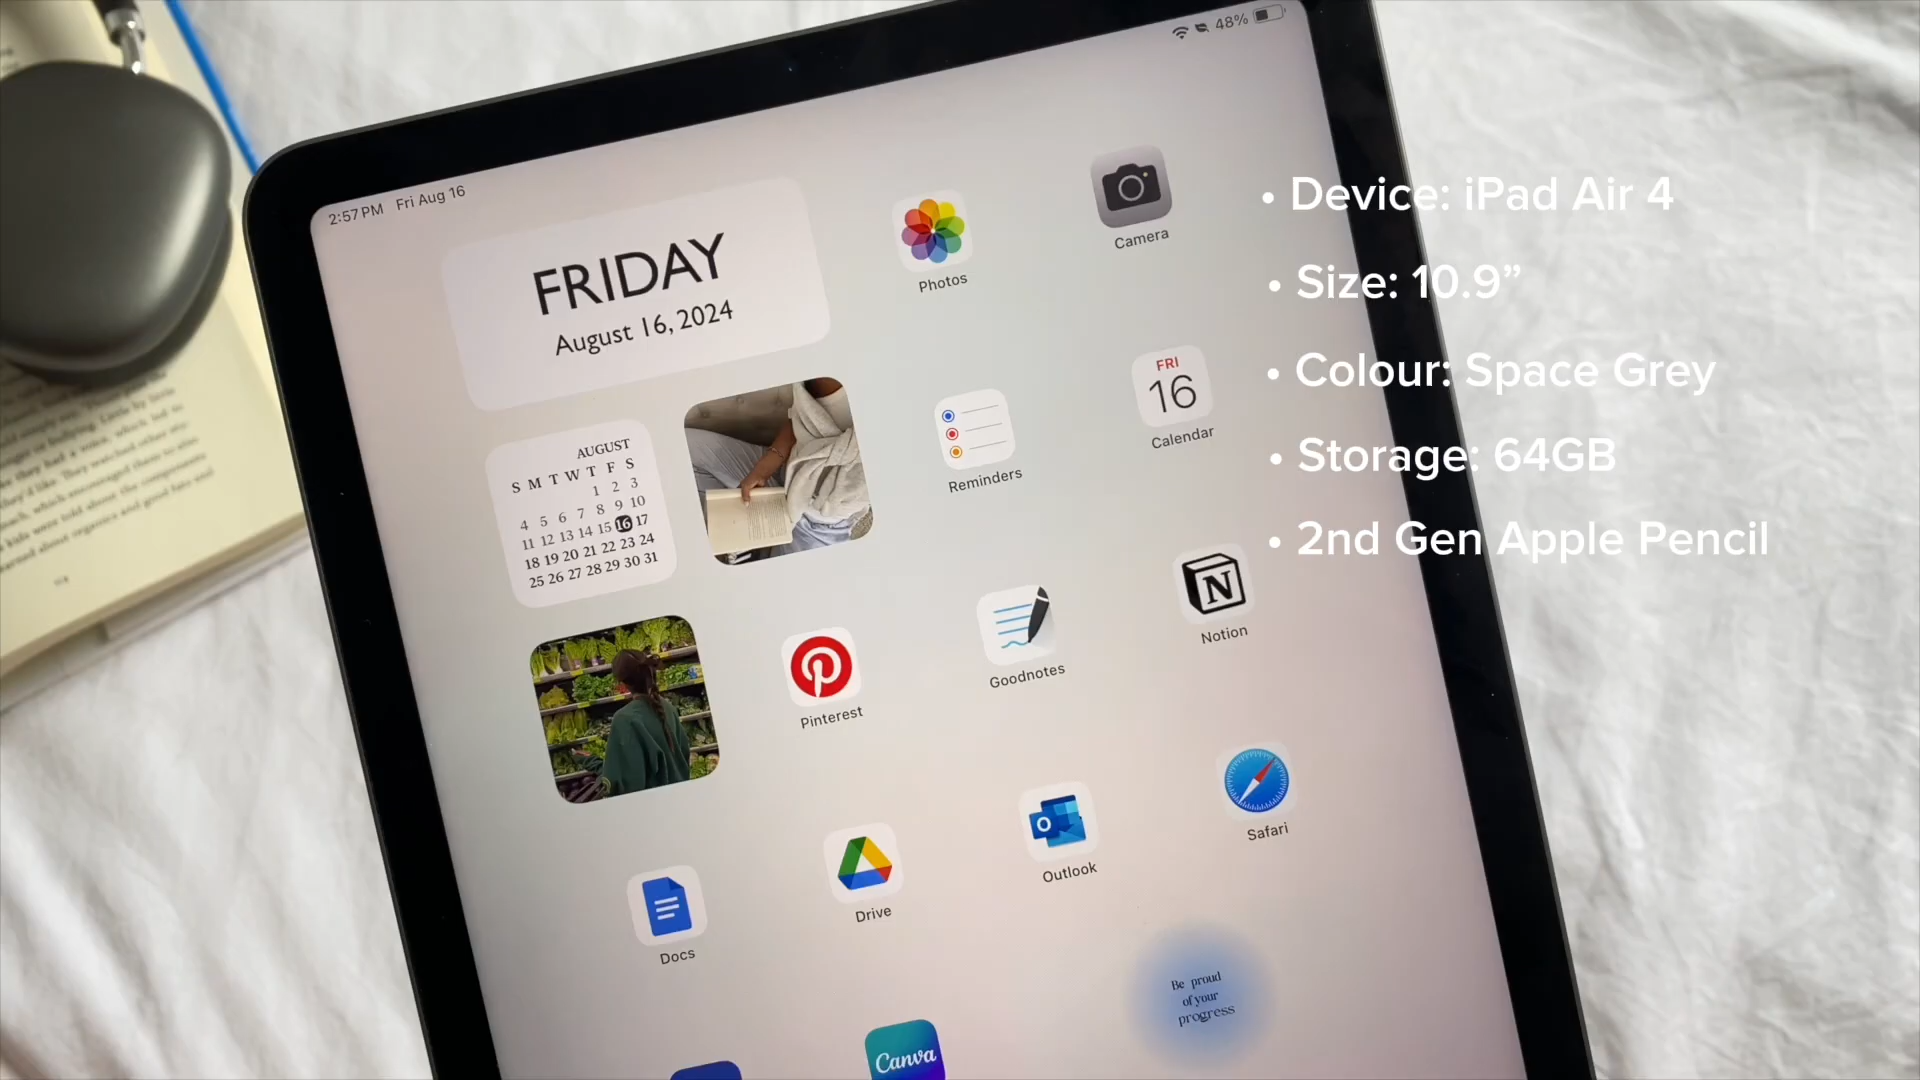 2:57 PM Fri Aug 16
48%
FRIDAY
August 16, 2024
Photos
Camera
AUGUST
S M T W T F S
1 2 3
4 5 6 7 8 9 10
11 12 13 14 15 16 17
18 19 20 21 22 23 24
25 26 27 28 29 30 31
Reminders
FRI
16
Calendar
Pinterest
Goodnotes
N
Notion
Docs
Drive
O
Outlook
Safari
Canva
Be proud
of your
progress
• Device: iPad Air 4
• Size: 10.9”
• Colour: Space Grey
• Storage: 64GB
• 2nd Gen Apple Pencil